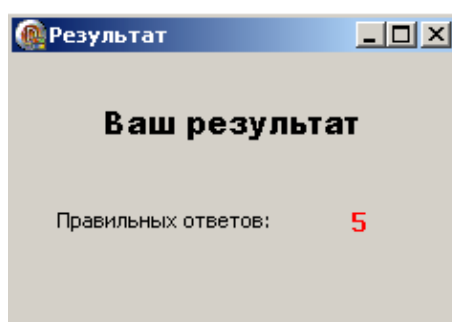 Результат
Ваш результат
Правильных ответов: 5